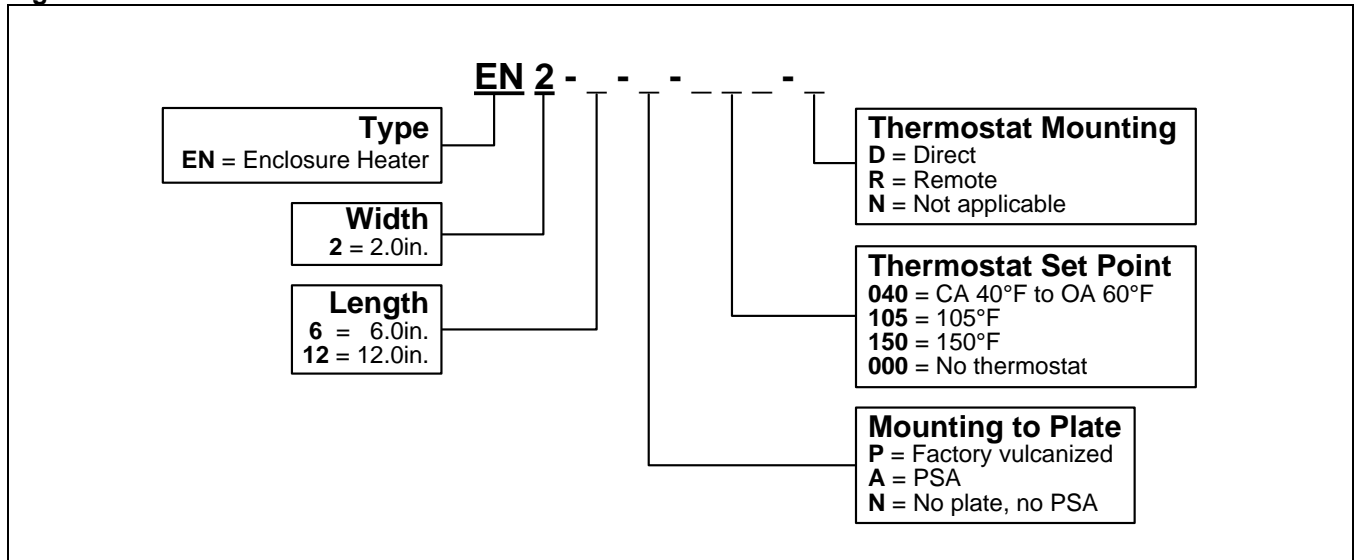 EN 2 - _ - _ - _ _ _ - _
Type
EN = Enclosure Heater
Width
2 = 2.0in.
Length
6 = 6.0in.
12 = 12.0in.
Thermostat Mounting
D = Direct
R = Remote
N = Not applicable
Thermostat Set Point
040 = CA 40°F to OA 60°F
105 = 105°F
150 = 150°F
000 = No thermostat
Mounting to Plate
P = Factory vulcanized
A = PSA
N = No plate, no PSA